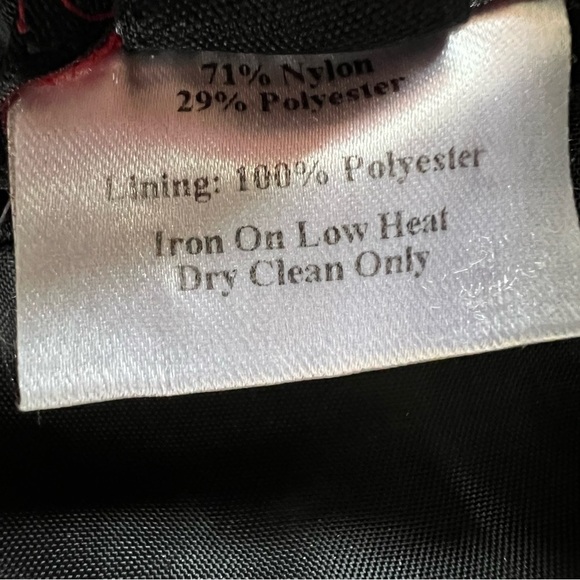 71% Nylon
29% Polyester
Lining: 100% Polyester
Iron On Low Heat
Dry Clean Only